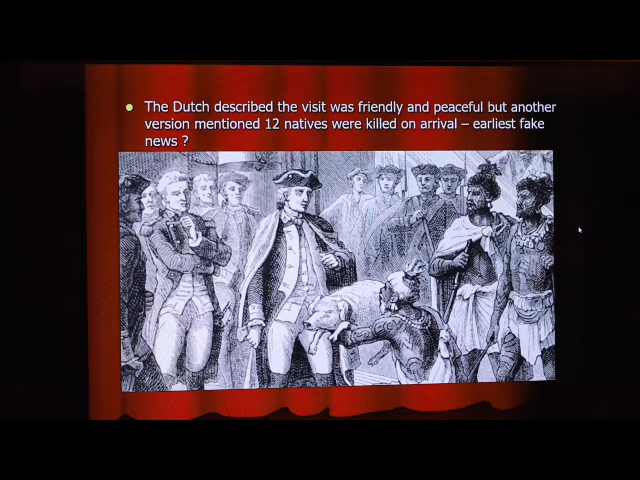 The Dutch described the visit was friendly and peaceful but another
version mentioned 12 natives were killed on arrival – earliest fake
news ?